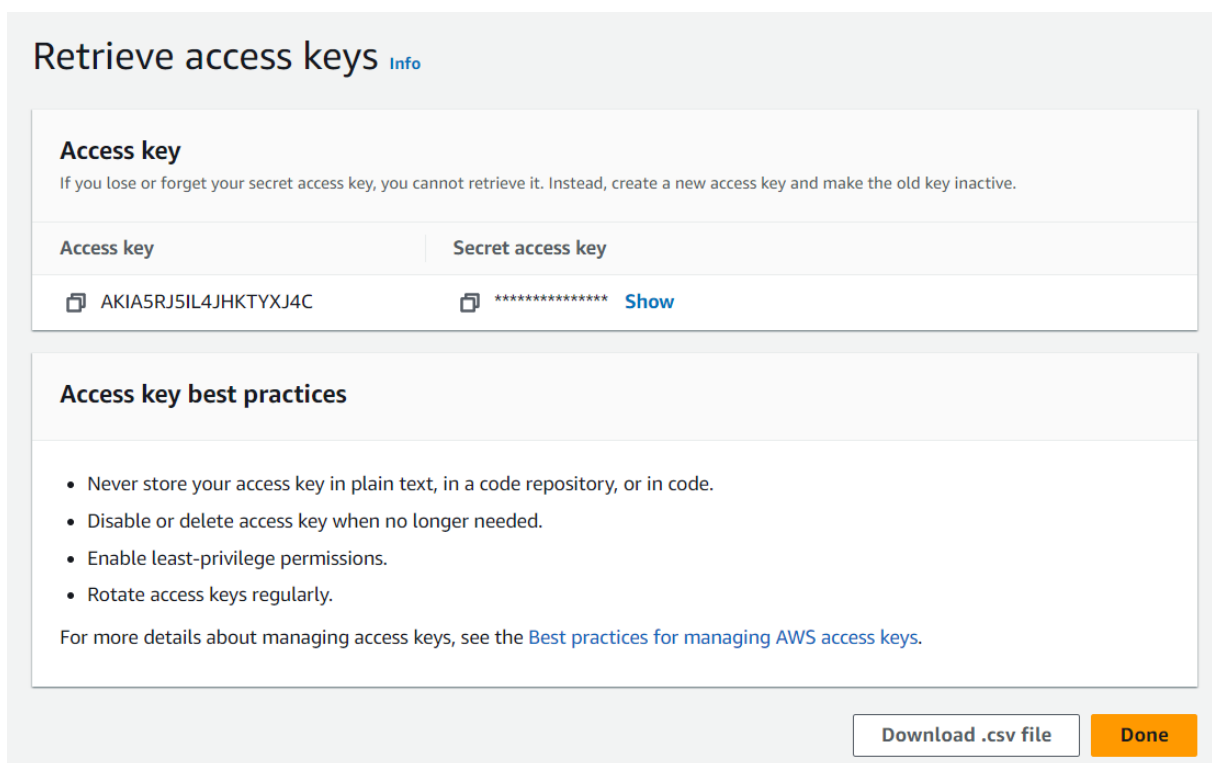 Retrieve access keys Info
Access key
If you lose or forget your secret access key, you cannot retrieve it. Instead, create a new access key and make the old key inactive.
Access key Secret access key
AKIA5RJ5IL4JHKTYXJ4C *************** Show
Access key best practices
• Never store your access key in plain text, in a code repository, or in code.
• Disable or delete access key when no longer needed.
• Enable least-privilege permissions.
• Rotate access keys regularly.
For more details about managing access keys, see the Best practices for managing AWS access keys.
Download .csv file Done